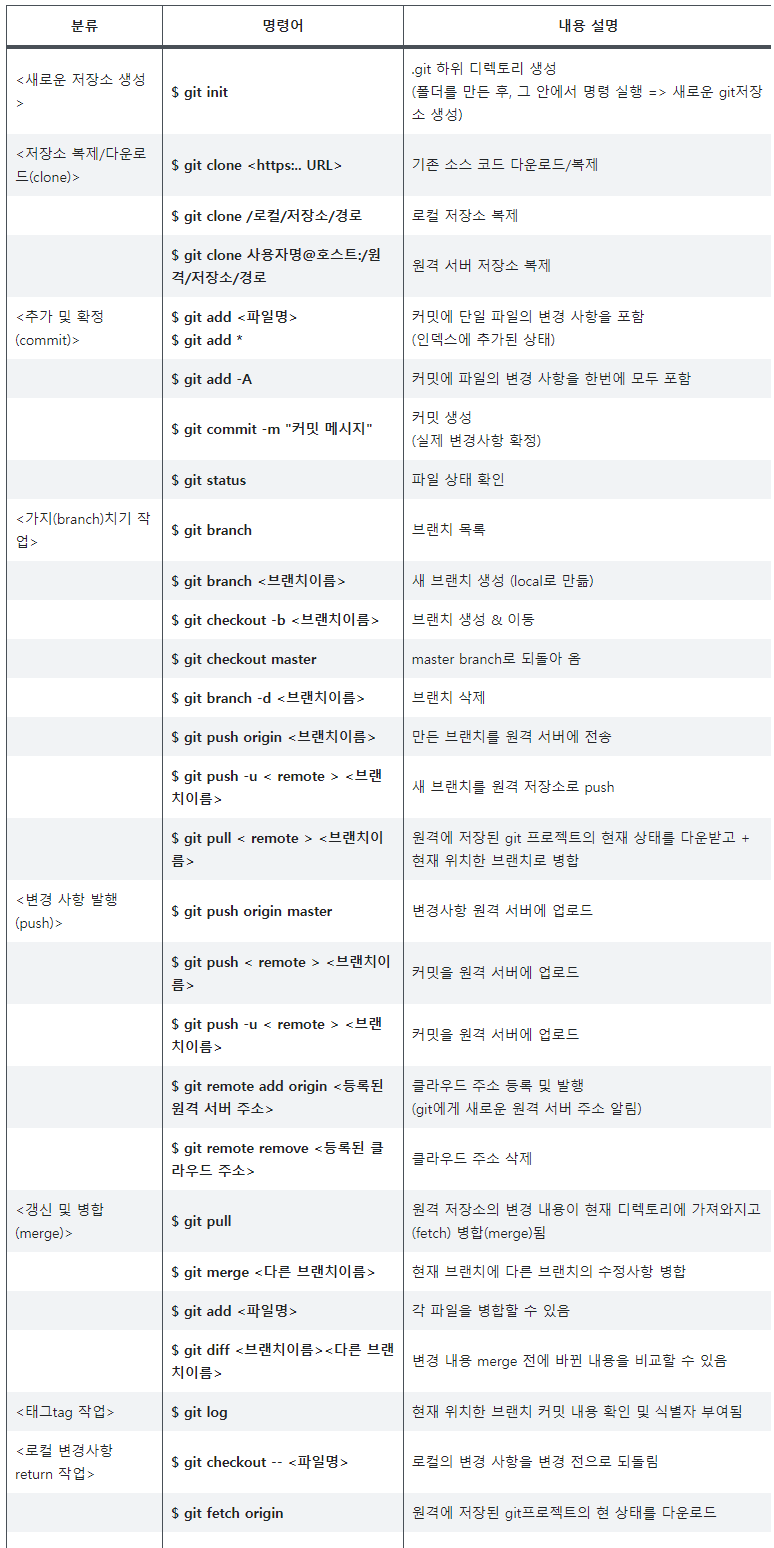 분류 명령어 내용 설명
<새로운 저장소 생성
>
$ git init
.git 하위 디렉토리 생성
(폴더를 만든 후, 그 안에서 명령 실행 => 새로운 git저장
소 생성)
<저장소 복제/다운로
드(clone)>
$ git clone <https:.. URL>
기존 소스 코드 다운로드/복제
$ git clone /로컬/저장소/경로
로컬 저장소 복제
$ git clone 사용자명@호스트:/원
격/저장소/경로
원격 서버 저장소 복제
<추가 및 확정
(commit)>
$ git add <파일명>
$ git add *
커밋에 단일 파일의 변경 사항을 포함
(인덱스에 추가된 상태)
$ git add -A
커밋에 파일의 변경 사항을 한번에 모두 포함
$ git commit -m "커밋 메시지"
커밋 생성
(실제 변경사항 확정)
$ git status
파일 상태 확인
<가지(branch)치기 작
업>
$ git branch
브랜치 목록
$ git branch <브랜치이름>
새 브랜치 생성 (local로 만듦)
$ git checkout -b <브랜치이름>
브랜치 생성 & 이동
$ git checkout master
master branch로 되돌아 옴
$ git branch -d <브랜치이름>
브랜치 삭제
$ git push origin <브랜치이름>
만든 브랜치를 원격 서버에 전송
$ git push -u < remote > <브랜
치이름>
새 브랜치를 원격 저장소로 push
$ git pull < remote > <브랜치이
름>
원격에 저장된 git 프로젝트의 현재 상태를 다운받고 +
현재 위치한 브랜치로 병합
<변경 사항 발행
(push)>
$ git push origin master
변경사항 원격 서버에 업로드
$ git push < remote > <브랜치이
름>
커밋을 원격 서버에 업로드
$ git push -u < remote > <브랜
치이름>
커밋을 원격 서버에 업로드
$ git remote add origin <등록된
원격 서버 주소>
클라우드 주소 등록 및 발행
(git에게 새로운 원격 서버 주소 알림)
$ git remote remove <등록된 클
라우드 주소>
클라우드 주소 삭제
<갱신 및 병합
(merge)>
$ git pull
원격 저장소의 변경 내용이 현재 디렉토리에 가져와지고
(fetch) 병합(merge)됨
$ git merge <다른 브랜치이름>
현재 브랜치에 다른 브랜치의 수정사항 병합
$ git add <파일명>
각 파일을 병합할 수 있음
$ git diff <브랜치이름><다른 브랜
치이름>
변경 내용 merge 전에 바뀐 내용을 비교할 수 있음
<태그tag 작업>
$ git log
현재 위치한 브랜치 커밋 내용 확인 및 식별자 부여됨
<로컬 변경사항
return 작업>
$ git checkout -- <파일명>
로컬의 변경 사항을 변경 전으로 되돌림
$ git fetch origin
원격에 저장된 git프로젝트의 현 상태를 다운로드